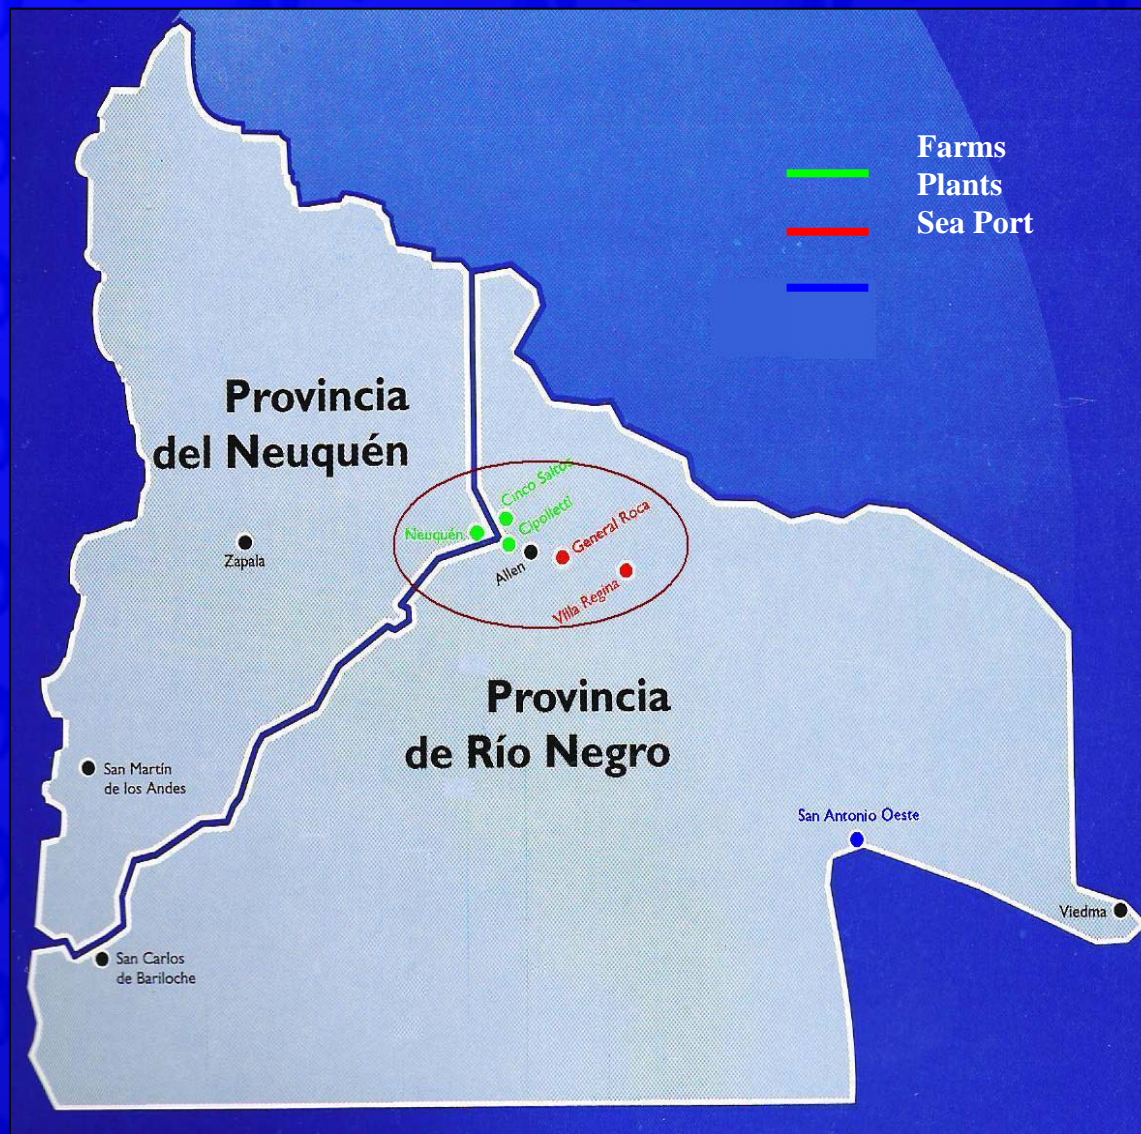 Farms
Plants
Sea Port
Provincia
del Neuquén
Cinco Saltos
Neuquén
Cipolletti
General Roca
Allen
Villa Regina
Zapala
Provincia
de Río Negro
San Martín
de los Andes
San Antonio Oeste
Viedma
San Carlos
de Bariloche